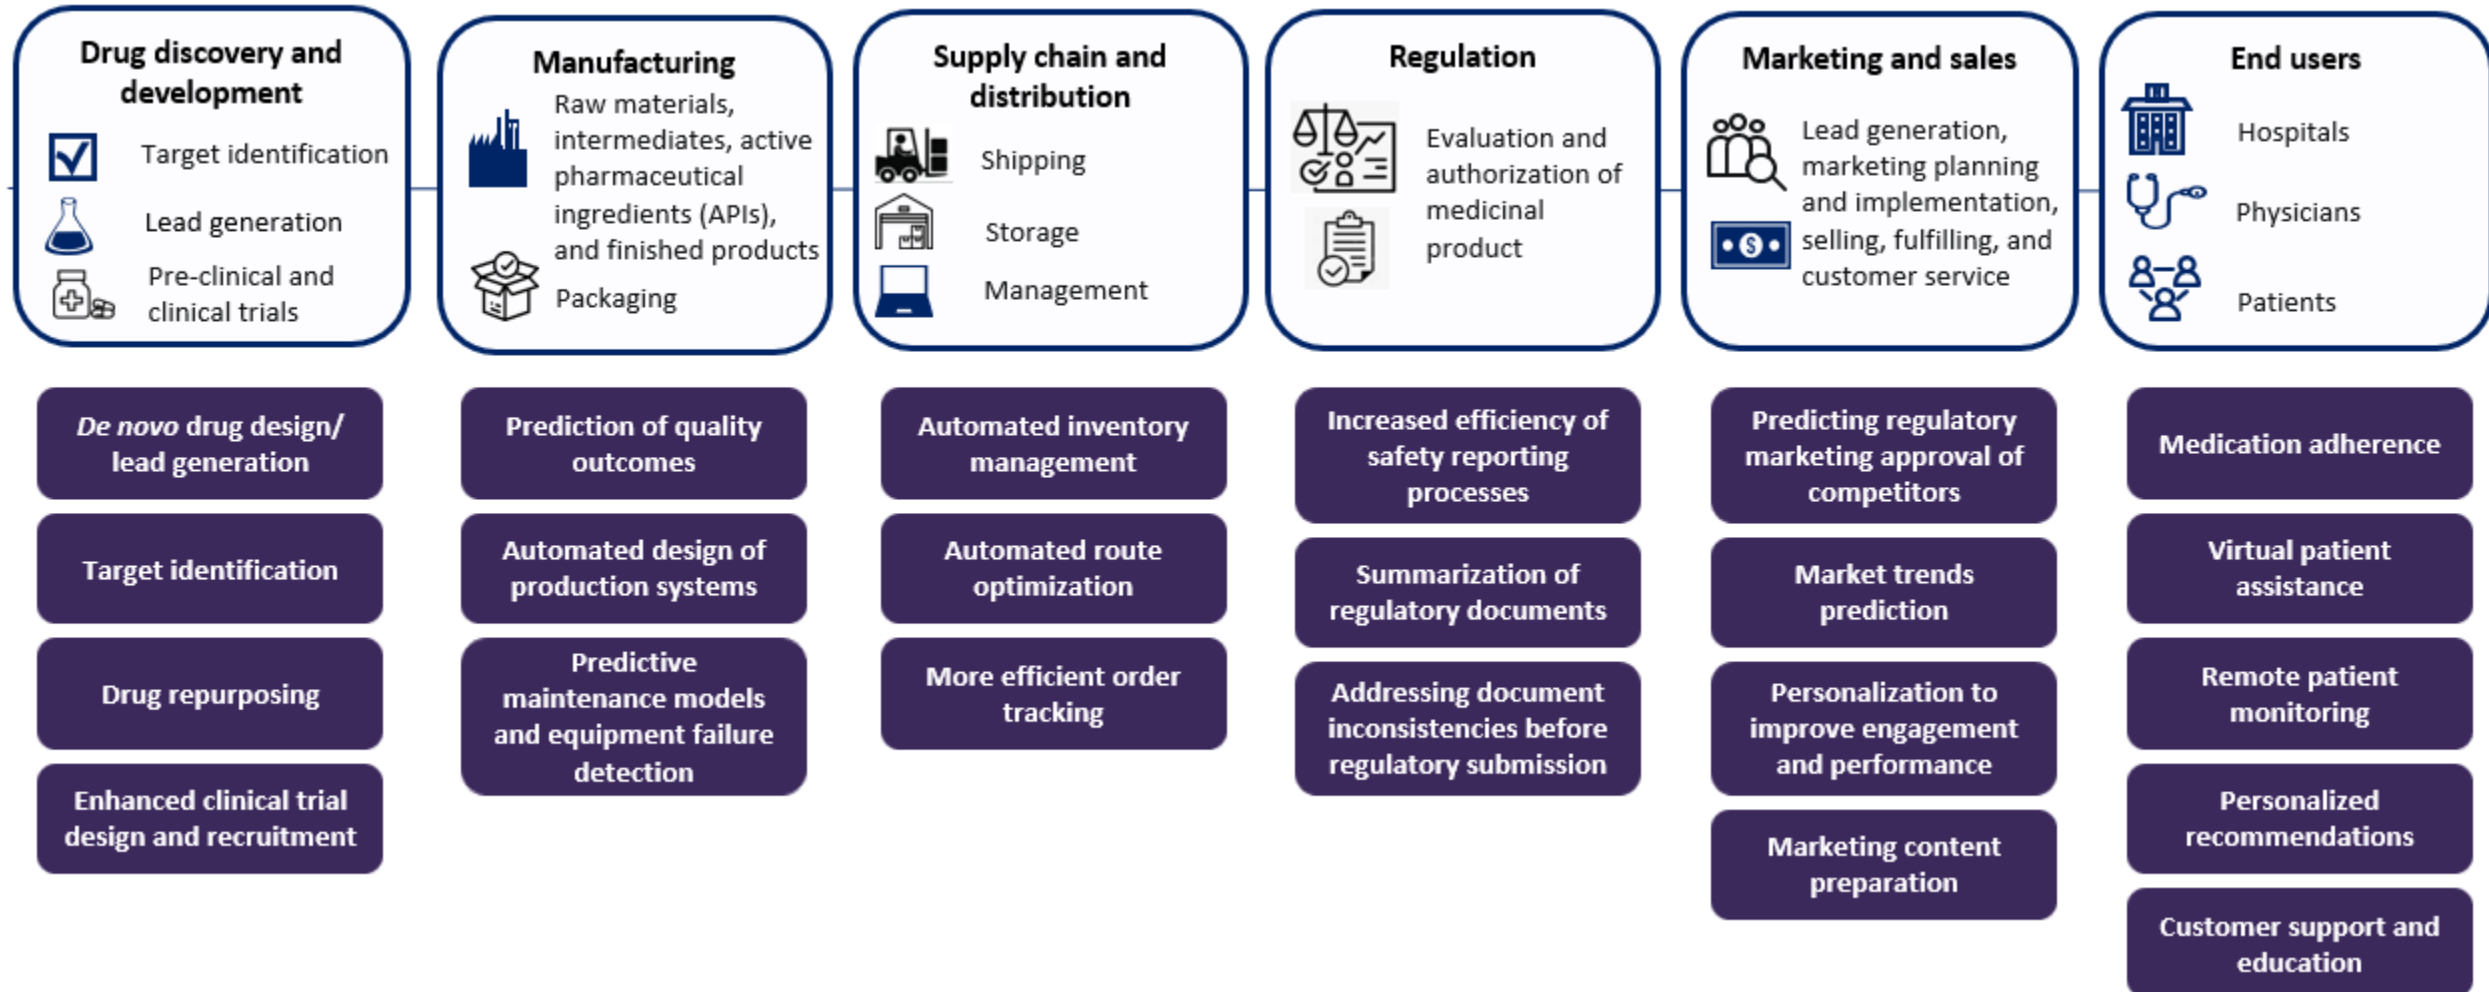 Drug discovery and
development
Target identification
Lead generation
Pre-clinical and
clinical trials
Manufacturing
Raw materials,
intermediates, active
pharmaceutical
ingredients (APIs),
and finished products
Packaging
Supply chain and
distribution
Shipping
Storage
Management
Regulation
Evaluation and
authorization of
medicinal
product
Marketing and sales
Lead generation,
marketing planning
and implementation,
selling, fulfilling, and
customer service
End users
Hospitals
Physicians
Patients
De novo drug design/
lead generation
Target identification
Drug repurposing
Enhanced clinical trial
design and recruitment
Prediction of quality
outcomes
Automated design of
production systems
Predictive
maintenance models
and equipment failure
detection
Automated inventory
management
Automated route
optimization
More efficient order
tracking
Increased efficiency of
safety reporting
processes
Summarization of
regulatory documents
Addressing document
inconsistencies before
regulatory submission
Predicting regulatory
marketing approval of
competitors
Market trends
prediction
Personalization to
improve engagement
and performance
Marketing content
preparation
Medication adherence
Virtual patient
assistance
Remote patient
monitoring
Personalized
recommendations
Customer support and
education